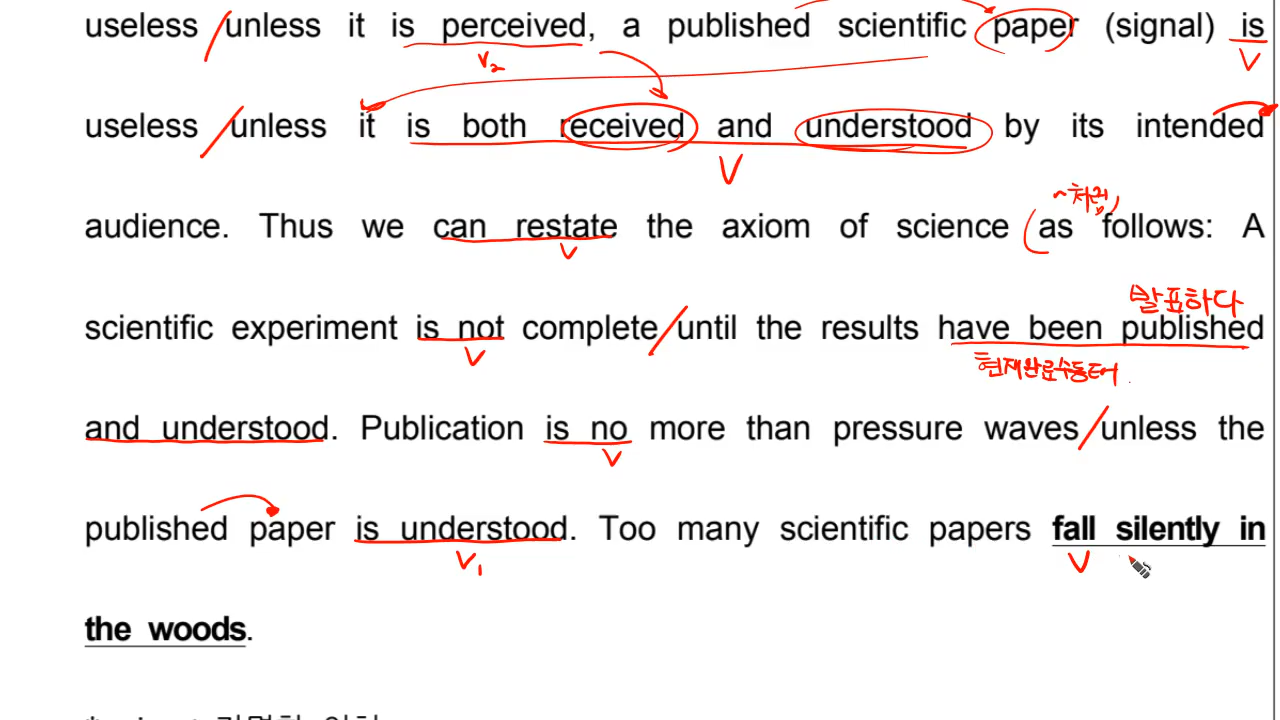 useless unless it is perceived, a published scientific paper (signal) is
V₂
V
useless unless it is both received and understood by its intended
V
~처럼
audience. Thus we can restate the axiom of science as follows: A
V
발표하다
scientific experiment is not complete until the results have been published
V
현재완료수동태
and understood. Publication is no more than pressure waves unless the
V
published paper is understood. Too many scientific papers fall silently in
V₁
V
the woods.